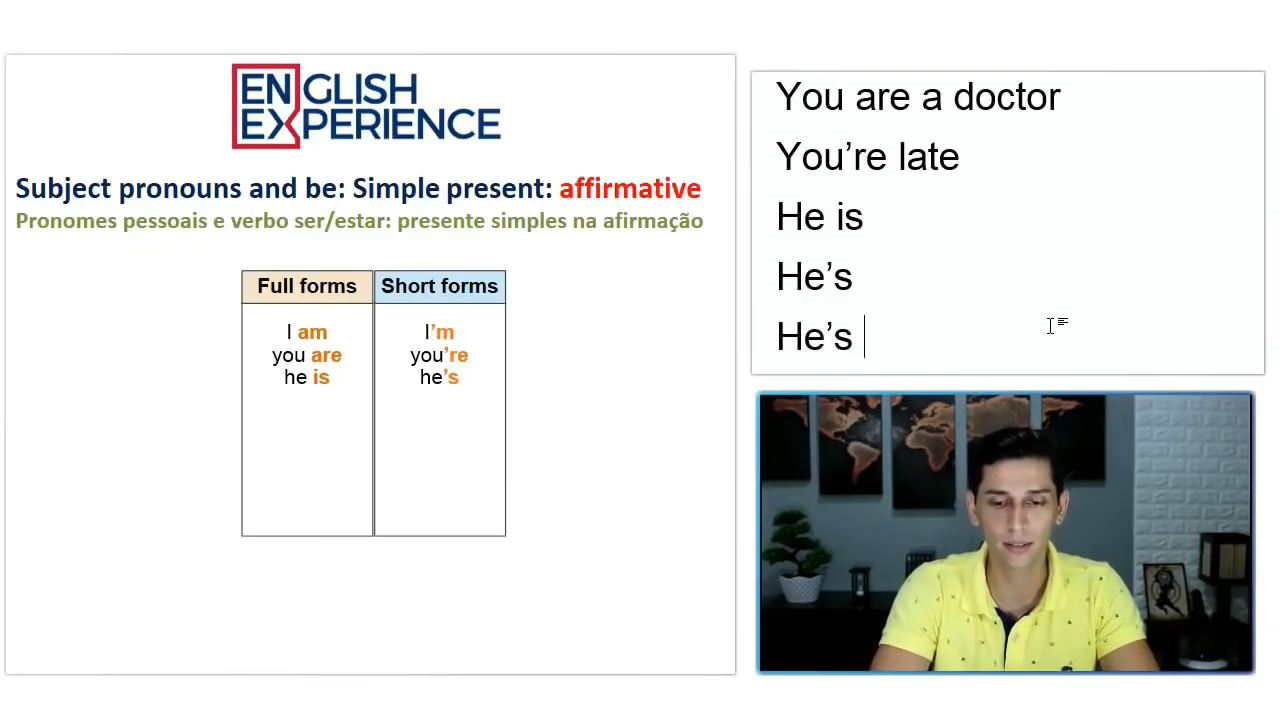 ENGLISH
EXPERIENCE
Subject pronouns and be: Simple present: affirmative
Pronomes pessoais e verbo ser/estar: presente simples na afirmação
Full forms
I am
you are
he is
Short forms
I'm
you're
he's
You are a doctor
You’re late
He is
He’s
He’s